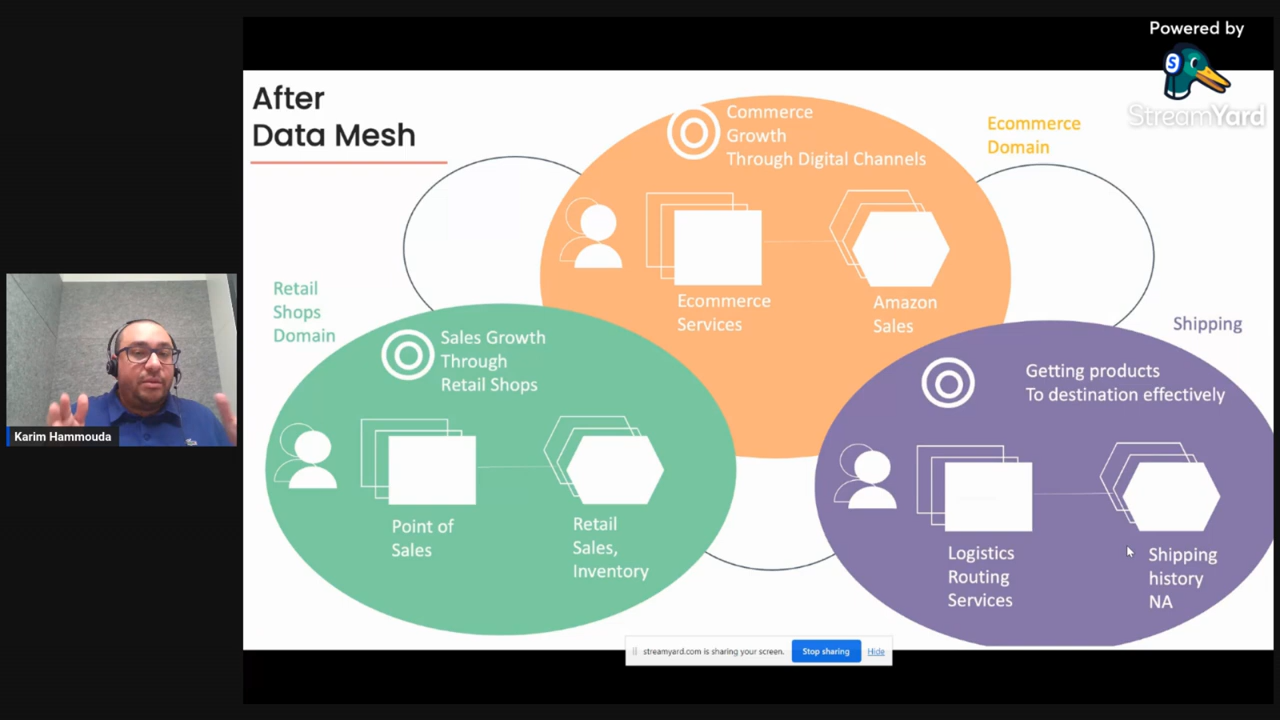 Powered by
StreamYard
After
Data Mesh
Commerce
Growth
Through Digital Channels
Ecommerce
Domain
Ecommerce
Services
Amazon
Sales
Retail
Shops
Domain
Sales Growth
Through
Retail Shops
Point of
Sales
Retail
Sales,
Inventory
Shipping
Getting products
To destination effectively
Logistics
Routing
Services
Shipping
history
NA
Karim Hammouda
streamyard.com is sharing your screen.
Stop sharing
Hide